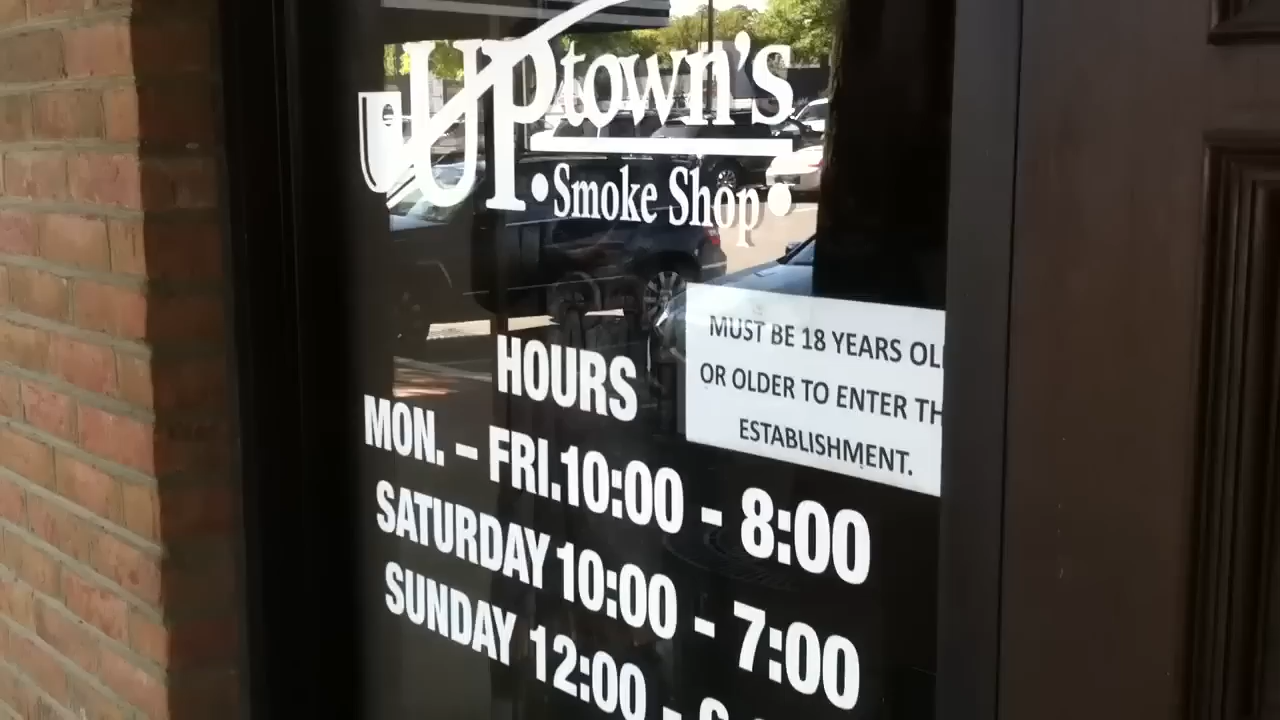 UPtown's
•Smoke Shop•
HOURS
MUST BE 18 YEARS OL
OR OLDER TO ENTER TH
ESTABLISHMENT.
MON. – FRI. 10:00 - 8:00
SATURDAY 10:00 - 7:00
SUNDAY 12:00 -